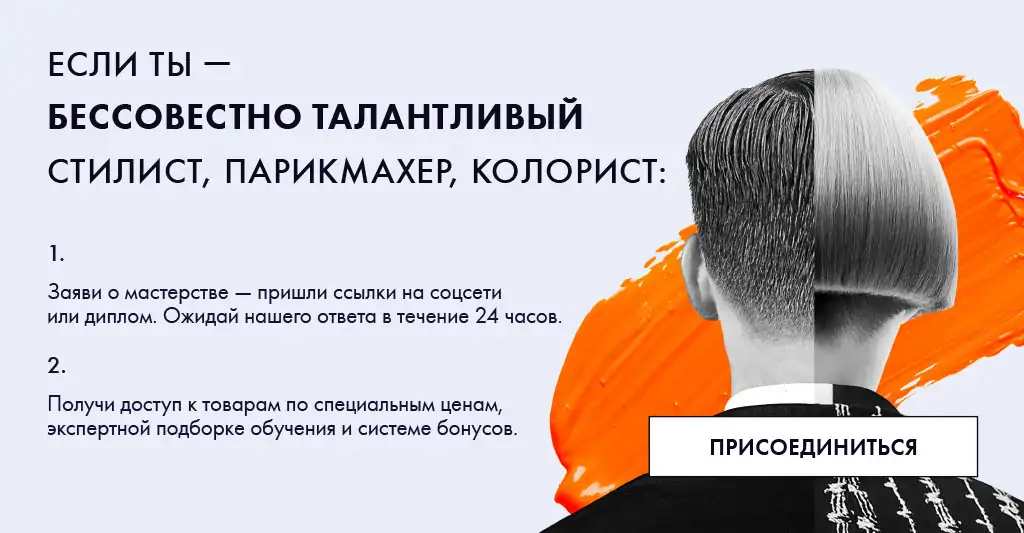 ЕСЛИ ТЫ —
БЕССОВЕСТНО ТАЛАНТЛИВЫЙ
СТИЛИСТ, ПАРИКМАХЕР, КОЛОРИСТ:
1.
Заяви о мастерстве — пришли ссылки на соцсети
или диплом. Ожидай нашего ответа в течение 24 часов.
2.
Получи доступ к товарам по специальным ценам,
экспертной подборке обучения и системе бонусов.
ПРИСОЕДИНИТЬСЯ